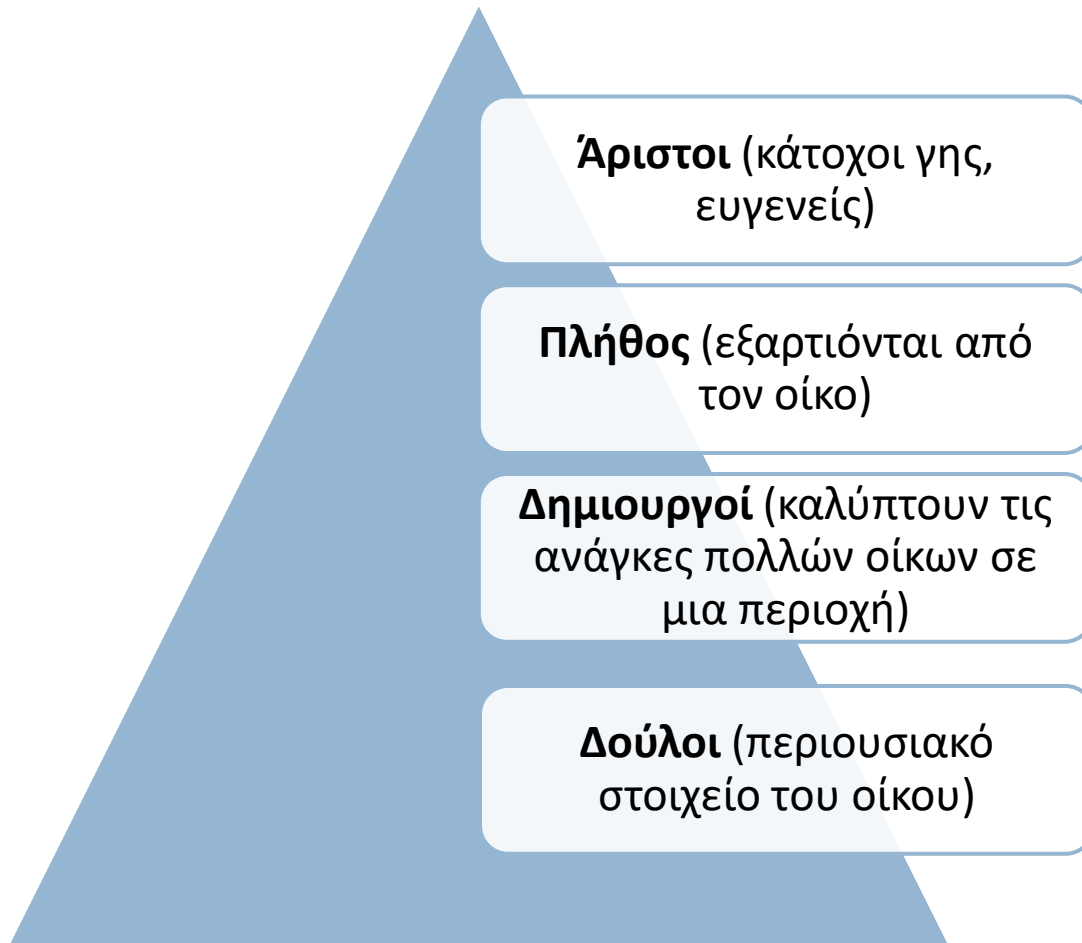 Άριστοι (κάτοχοι γης,
ευγενείς)
Πλήθος (εξαρτιόνται από
τον οίκο)
Δημιουργοί (καλύπτουν τις
ανάγκες πολλών οίκων σε
μια περιοχή)
Δούλοι (περιουσιακό
στοιχείο του οίκου)